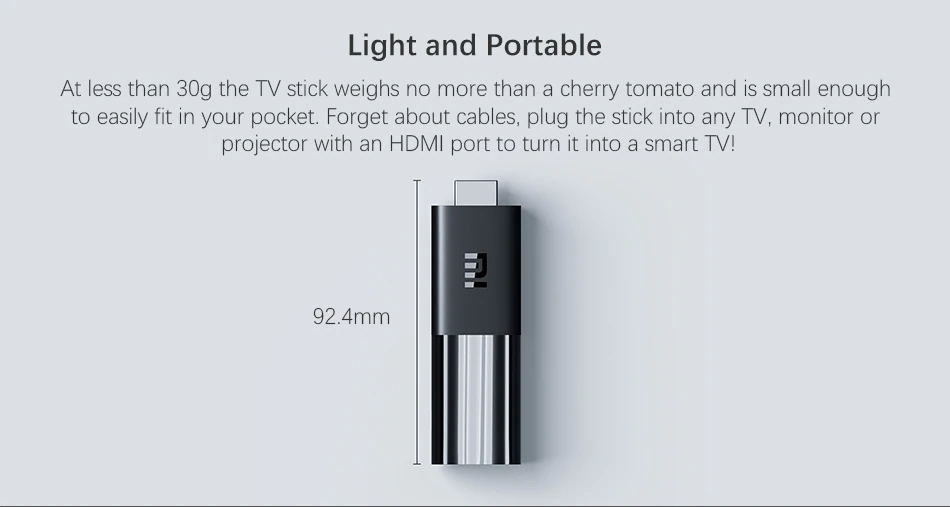 Light and Portable
At less than 30g the TV stick weighs no more than a cherry tomato and is small enough
to easily fit in your pocket. Forget about cables, plug the stick into any TV, monitor or
projector with an HDMI port to turn it into a smart TV!
92.4mm